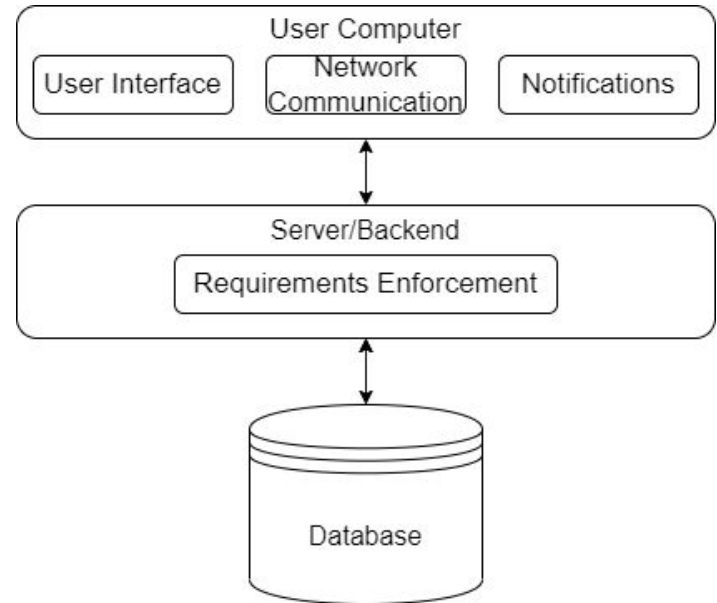 User Computer
User Interface
Network
Communication
Notifications
Server/Backend
Requirements Enforcement
Database